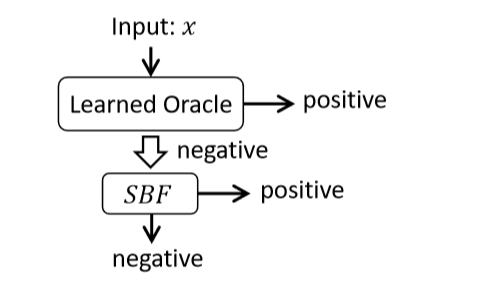 Input: x
Learned Oracle
positive
negative
SBF
positive
negative